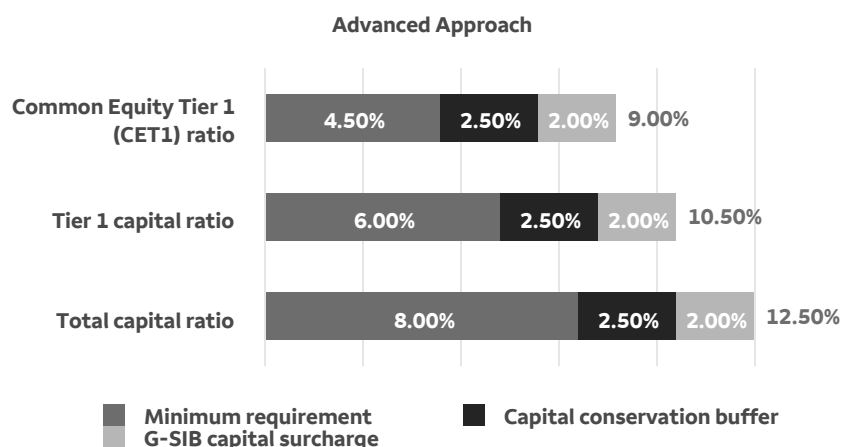 Advanced Approach
Common Equity Tier 1
(CET1) ratio
4.50%
2.50%
2.00%
9.00%
Tier 1 capital ratio
6.00%
2.50%
2.00%
10.50%
Total capital ratio
8.00%
2.50%
2.00%
12.50%
Minimum requirement
Capital conservation buffer
G-SIB capital surcharge